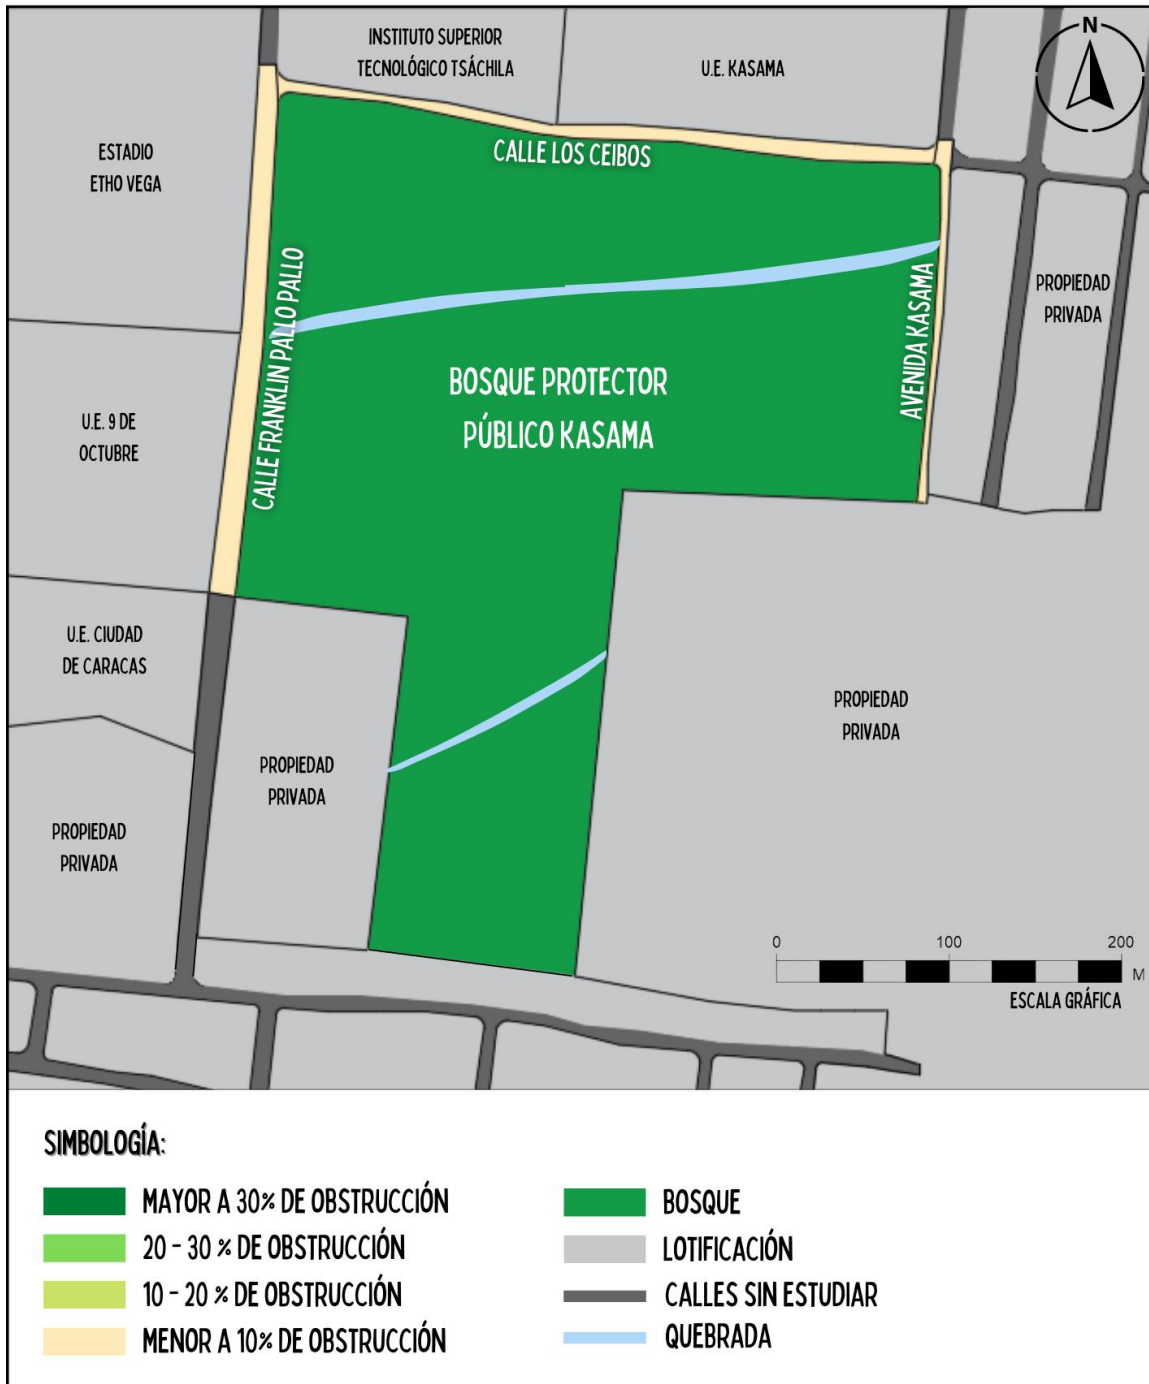 INSTITUTO SUPERIOR
TECNOLÓGICO TSÁCHILA
U.E. KASAMA
N
ESTADIO
ETHO VEGA
CALLE LOS CEIBOS
CALLE FRANKLIN PALLO PALLO
AVENIDA KASAMA
PROPIEDAD
PRIVADA
BOSQUE PROTECTOR
PÚBLICO KASAMA
U.E. 9 DE
OCTUBRE
U.E. CIUDAD
DE CARACAS
PROPIEDAD
PRIVADA
PROPIEDAD
PRIVADA
PROPIEDAD
PRIVADA
0 100 200
M
ESCALA GRÁFICA
SIMBOLOGÍA:
MAYOR A 30% DE OBSTRUCCIÓN
20 - 30 % DE OBSTRUCCIÓN
10 - 20 % DE OBSTRUCCIÓN
MENOR A 10% DE OBSTRUCCIÓN
BOSQUE
LOTIFICACIÓN
CALLES SIN ESTUDIAR
QUEBRADA